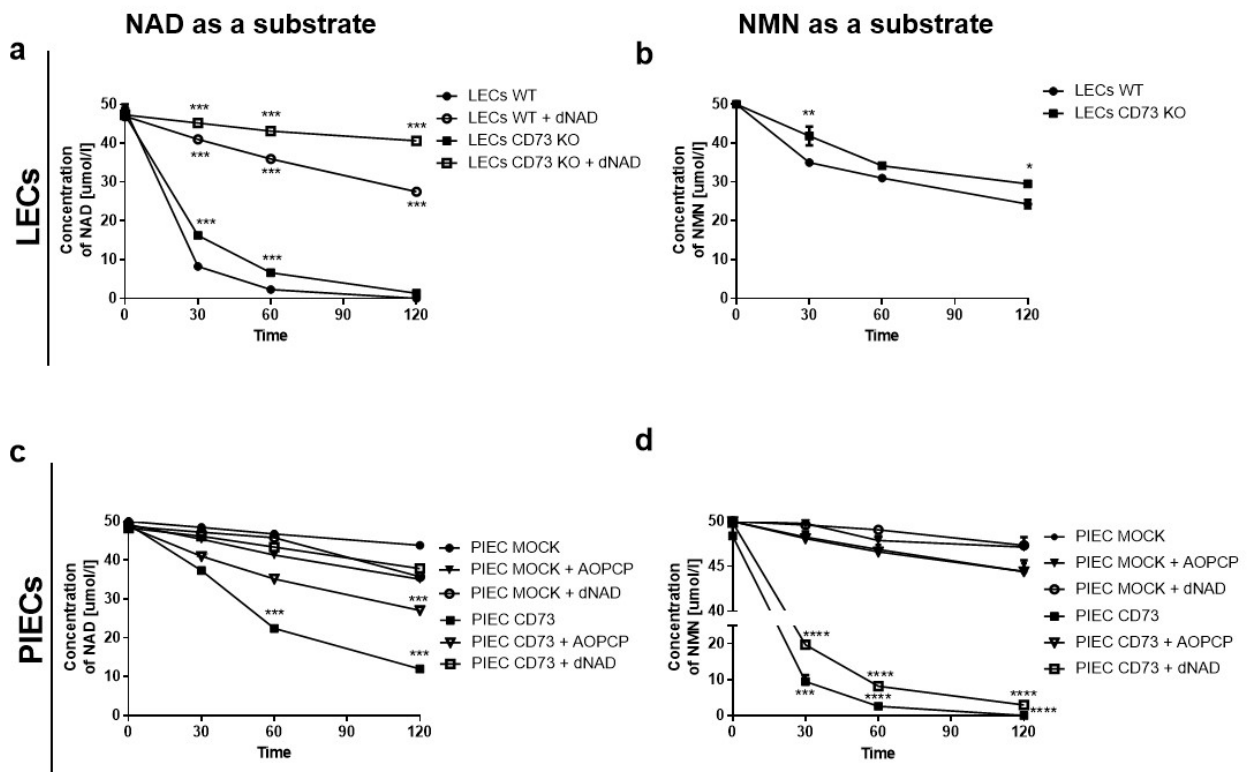 NAD as a substrate
NMN as a substrate
a
LECs
Concentration
of NAD [umol/l]
50
40
30
20
10
0
0 30 60 90 120
Time
***
***
***
***
***
***
***
***
LECs WT
LECs WT + dNAD
LECs CD73 KO
LECs CD73 KO + dNAD
b
Concentration
of NMN [umol/l]
50
40
30
20
10
0
0 30 60 90 120
Time
**
*
LECs WT
LECs CD73 KO
c
PIECs
Concentration
of NAD [umol/l]
50
40
30
20
10
0
0 30 60 90 120
Time
***
***
***
PIEC MOCK
PIEC MOCK + AOPCP
PIEC MOCK + dNAD
PIEC CD73
PIEC CD73 + AOPCP
PIEC CD73 + dNAD
d
Concentration
of NMN [umol/l]
50
45
40
20
10
0
0 30 60 90 120
Time
****
***
****
****
****
****
PIEC MOCK
PIEC MOCK + AOPCP
PIEC MOCK + dNAD
PIEC CD73
PIEC CD73 + AOPCP
PIEC CD73 + dNAD